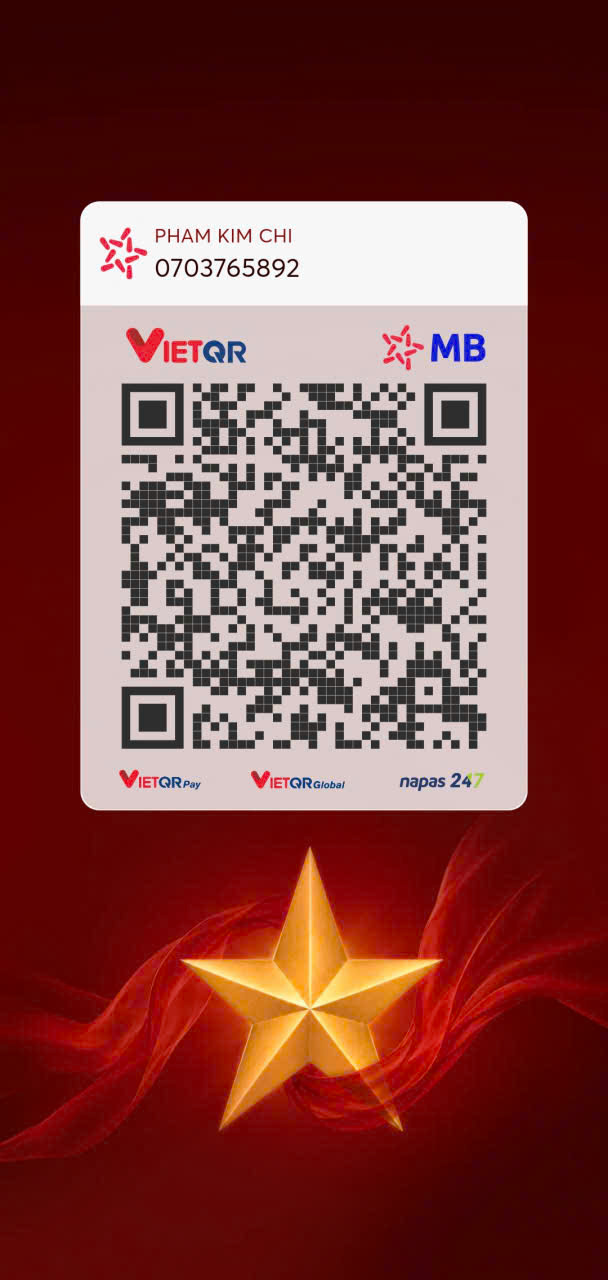 PHAM KIM CHI
0703765892
VIETQR
MB
VIETQR Pay
VIETQR Global
napas 247